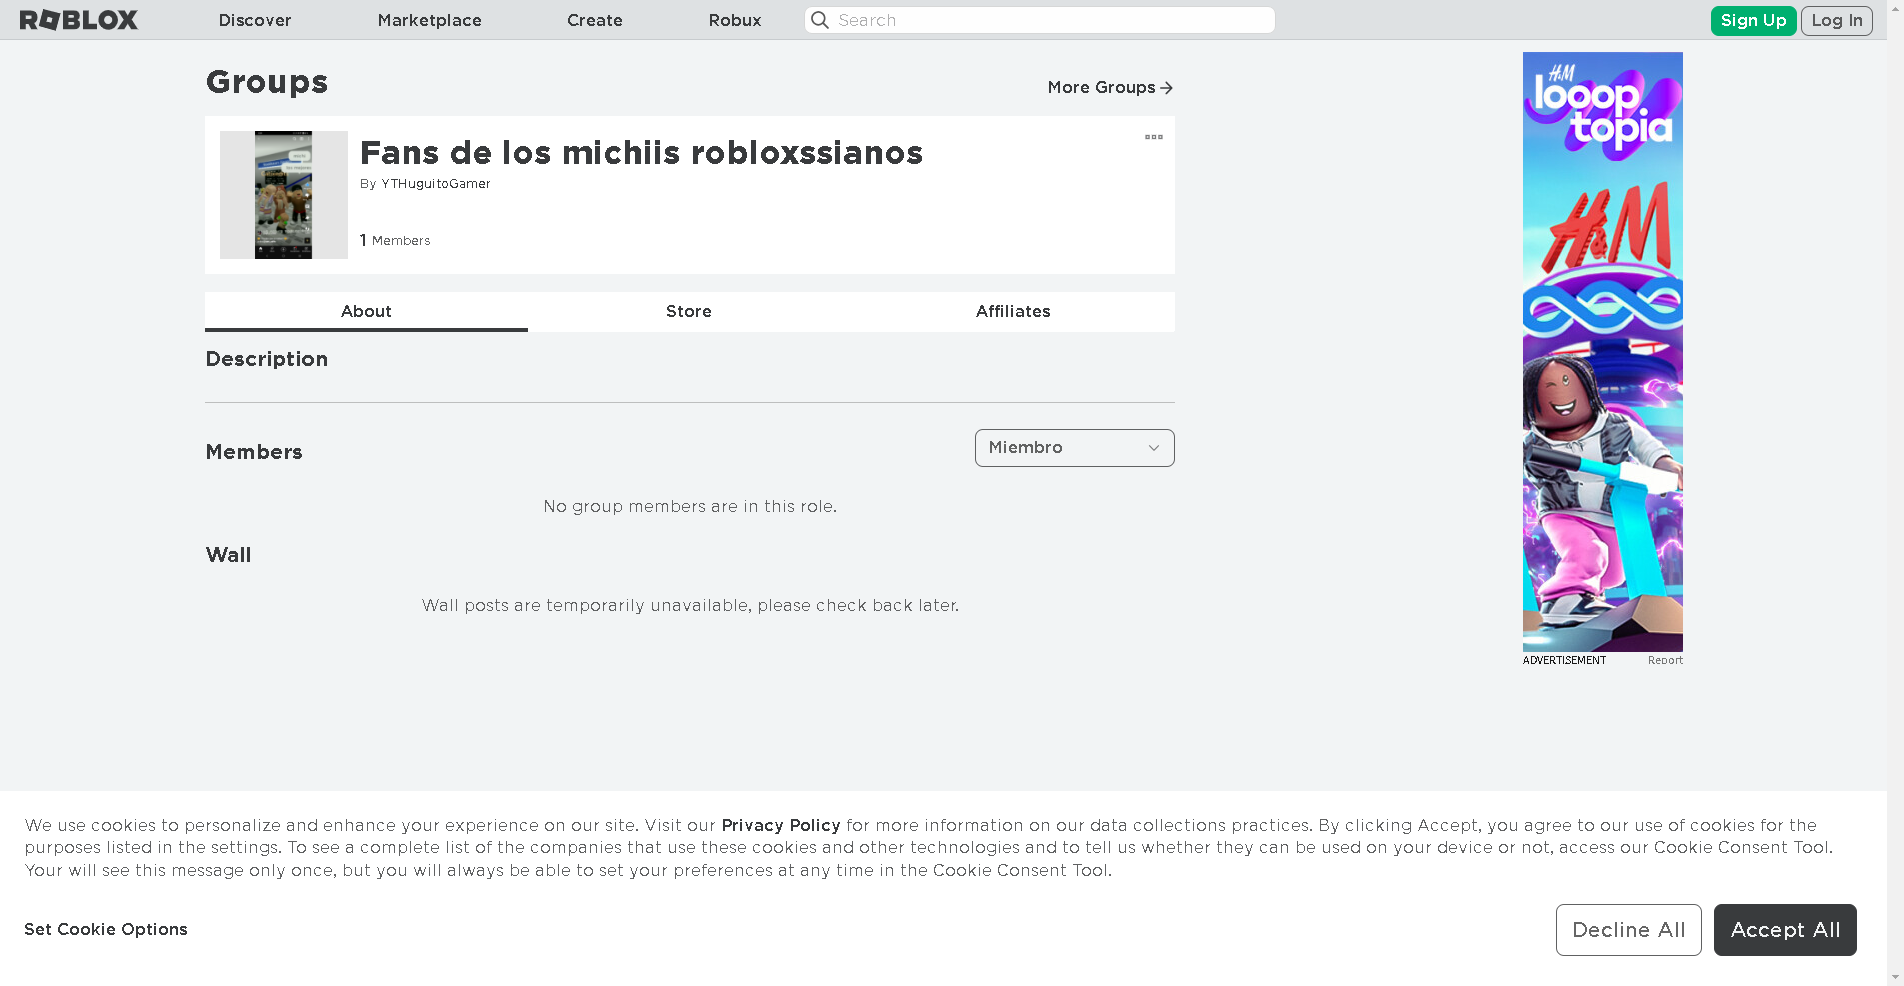 ROBLOX Discover Marketplace Create Robux Search Sign Up Log In
Groups
More Groups
Fans de los michiis robloxssianos
By YTHuguitoGamer
1 Members
About Store Affiliates
Description
Members
Miembro
No group members are in this role.
Wall
Wall posts are temporarily unavailable, please check back later.
H&M
looop
topia
H&M
ADVERTISEMENT Report
We use cookies to personalize and enhance your experience on our site. Visit our Privacy Policy for more information on our data collections practices. By clicking Accept, you agree to our use of cookies for the
purposes listed in the settings. To see a complete list of the companies that use these cookies and other technologies and to tell us whether they can be used on your device or not, access our Cookie Consent Tool.
Your will see this message only once, but you will always be able to set your preferences at any time in the Cookie Consent Tool.
Set Cookie Options
Decline All Accept All